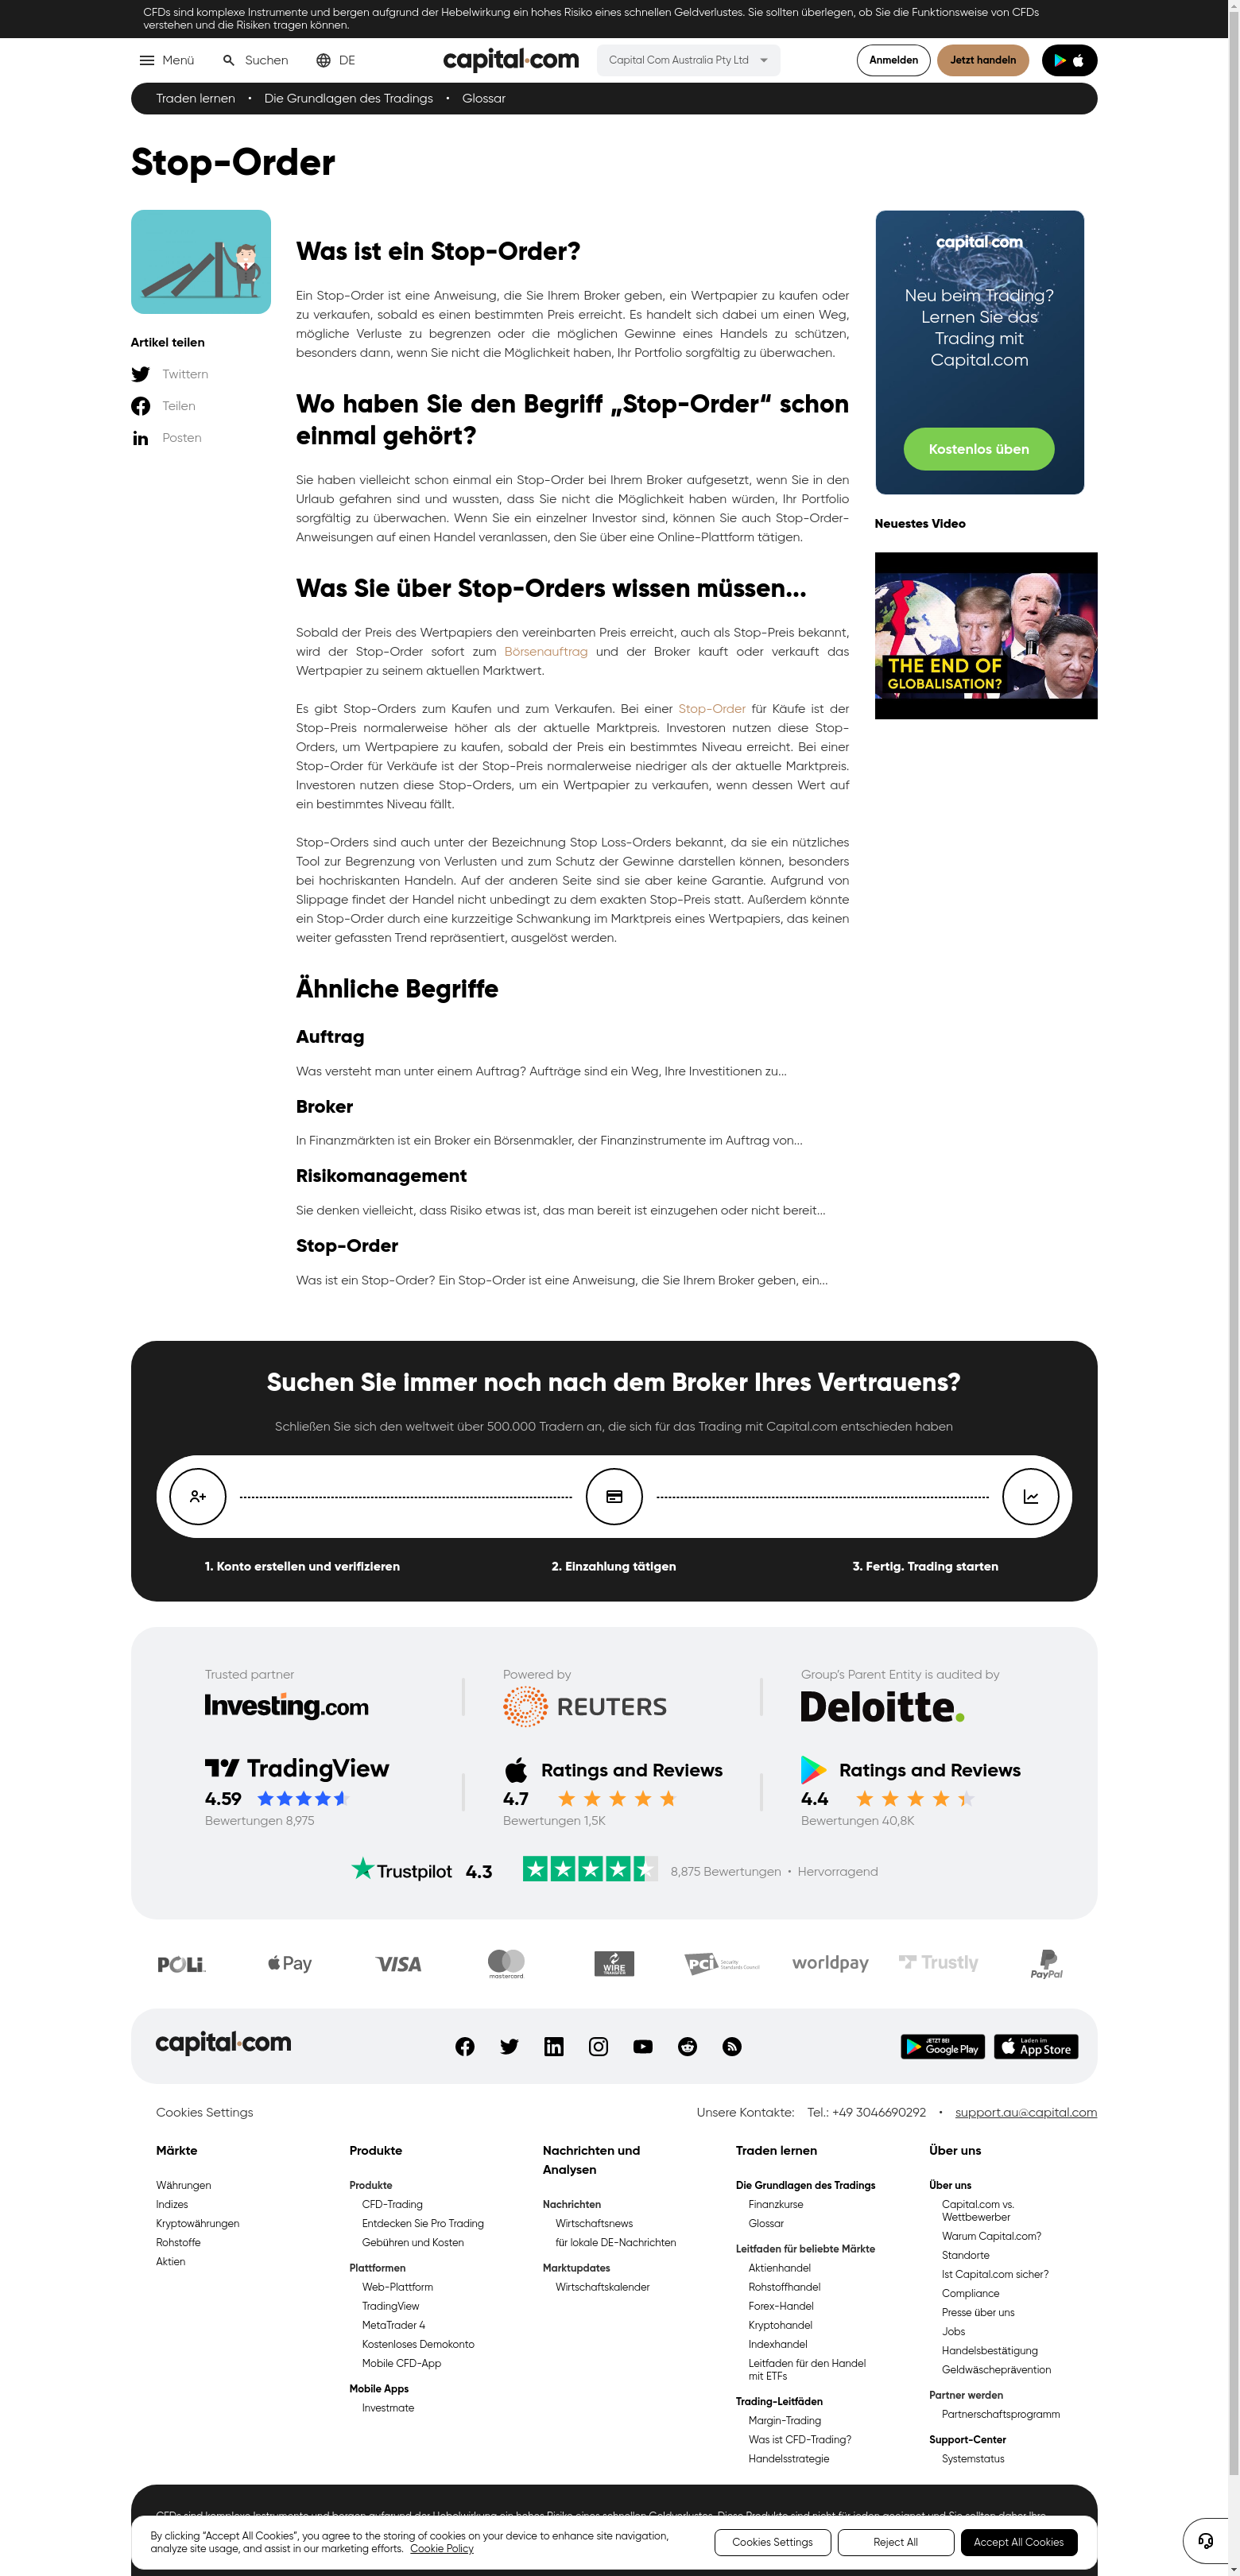 CFDs sind komplexe Instrumente und bergen aufgrund der Hebelwirkung ein hohes Risiko eines schnellen Geldverlustes. Sie sollten überlegen, ob Sie die Funktionsweise von CFDs
verstehen und die Risiken tragen können.
Menü
Suchen
DE
capital.com
Capital Com Australia Pty Ltd
Anmelden
Jetzt handeln
Traden lernen • Die Grundlagen des Tradings • Glossar
Stop-Order
Artikel teilen
Twittern
Teilen
Posten
Was ist ein Stop-Order?
Ein Stop-Order ist eine Anweisung, die Sie Ihrem Broker geben, ein Wertpapier zu kaufen oder
zu verkaufen, sobald es einen bestimmten Preis erreicht. Es handelt sich dabei um einen Weg,
mögliche Verluste zu begrenzen oder die möglichen Gewinne eines Handels zu schützen,
besonders dann, wenn Sie nicht die Möglichkeit haben, Ihr Portfolio sorgfältig zu überwachen.
Wo haben Sie den Begriff „Stop-Order“ schon
einmal gehört?
Sie haben vielleicht schon einmal ein Stop-Order bei Ihrem Broker aufgesetzt, wenn Sie in den
Urlaub gefahren sind und wussten, dass Sie nicht die Möglichkeit haben würden, Ihr Portfolio
sorgfältig zu überwachen. Wenn Sie ein einzelner Investor sind, können Sie auch Stop-Order-
Anweisungen auf einen Handel veranlassen, den Sie über eine Online-Plattform tätigen.
Was Sie über Stop-Orders wissen müssen...
Sobald der Preis des Wertpapiers den vereinbarten Preis erreicht, auch als Stop-Preis bekannt,
wird der Stop-Order sofort zum Börsenauftrag und der Broker kauft oder verkauft das
Wertpapier zu seinem aktuellen Marktwert.
Es gibt Stop-Orders zum Kaufen und zum Verkaufen. Bei einer Stop-Order für Käufe ist der
Stop-Preis normalerweise höher als der aktuelle Marktpreis. Investoren nutzen diese Stop-
Orders, um Wertpapiere zu kaufen, sobald der Preis ein bestimmtes Niveau erreicht. Bei einer
Stop-Order für Verkäufe ist der Stop-Preis normalerweise niedriger als der aktuelle Marktpreis.
Investoren nutzen diese Stop-Orders, um ein Wertpapier zu verkaufen, wenn dessen Wert auf
ein bestimmtes Niveau fällt.
Stop-Orders sind auch unter der Bezeichnung Stop Loss-Orders bekannt, da sie ein nützliches
Tool zur Begrenzung von Verlusten und zum Schutz der Gewinne darstellen können, besonders
bei hochriskanten Handeln. Auf der anderen Seite sind sie aber keine Garantie. Aufgrund von
Slippage findet der Handel nicht unbedingt zu dem exakten Stop-Preis statt. Außerdem könnte
ein Stop-Order durch eine kurzzeitige Schwankung im Marktpreis eines Wertpapiers, das keinen
weiter gefassten Trend repräsentiert, ausgelöst werden.
Ähnliche Begriffe
Auftrag
Was versteht man unter einem Auftrag? Aufträge sind ein Weg, Ihre Investitionen zu...
Broker
In Finanzmärkten ist ein Broker ein Börsenmakler, der Finanzinstrumente im Auftrag von...
Risikomanagement
Sie denken vielleicht, dass Risiko etwas ist, das man bereit ist einzugehen oder nicht bereit...
Stop-Order
Was ist ein Stop-Order? Ein Stop-Order ist eine Anweisung, die Sie Ihrem Broker geben, ein...
capital.com
Neu beim Trading?
Lernen Sie das
Trading mit
Capital.com
Kostenlos üben
Neuestes Video
THE END OF
GLOBALISATION?
Suchen Sie immer noch nach dem Broker Ihres Vertrauens?
Schließen Sie sich den weltweit über 500.000 Tradern an, die sich für das Trading mit Capital.com entschieden haben
1. Konto erstellen und verifizieren
2. Einzahlung tätigen
3. Fertig. Trading starten
Trusted partner
Investing.com
Powered by
REUTERS
Group's Parent Entity is audited by
Deloitte.
TradingView
4.59
Bewertungen 8,975
Ratings and Reviews
4.7
Bewertungen 1,5K
Ratings and Reviews
4.4
Bewertungen 40,8K
Trustpilot 4.3
8,875 Bewertungen • Hervorragend
POLi
Pay
VISA
mastercard
WIRE
TRANSFER
PCI Security
Standards Council
worldpay
Trustly
PayPal
capital.com
JETZT BEI
Google Play
Laden im
App Store
Cookies Settings
Unsere Kontakte: Tel.: +49 3046690292 • support.au@capital.com
Märkte
Währungen
Indizes
Kryptowährungen
Rohstoffe
Aktien
Produkte
Produkte
CFD-Trading
Entdecken Sie Pro Trading
Gebühren und Kosten
Plattformen
Web-Plattform
TradingView
MetaTrader 4
Kostenloses Demokonto
Mobile CFD-App
Mobile Apps
Investmate
Nachrichten und
Analysen
Nachrichten
Wirtschaftsnews
für lokale DE-Nachrichten
Marktupdates
Wirtschaftskalender
Traden lernen
Die Grundlagen des Tradings
Finanzkurse
Glossar
Leitfaden für beliebte Märkte
Aktienhandel
Rohstoffhandel
Forex-Handel
Kryptohandel
Indexhandel
Leitfaden für den Handel
mit ETFs
Trading-Leitfäden
Margin-Trading
Was ist CFD-Trading?
Handelsstrategie
Über uns
Über uns
Capital.com vs.
Wettbewerber
Warum Capital.com?
Standorte
Ist Capital.com sicher?
Compliance
Presse über uns
Jobs
Handelsbestätigung
Geldwäscheprävention
Partner werden
Partnerschaftsprogramm
Support-Center
Systemstatus
CFDs sind komplexe Instrumente und bergen aufgrund der Hebelwirkung ein hohes Risiko eines schnellen Geldverlustes. Diese Produkte sind nicht für jeden geeignet und Sie sollten daher Ihre
By clicking “Accept All Cookies”, you agree to the storing of cookies on your device to enhance site navigation,
analyze site usage, and assist in our marketing efforts. Cookie Policy
Cookies Settings
Reject All
Accept All Cookies